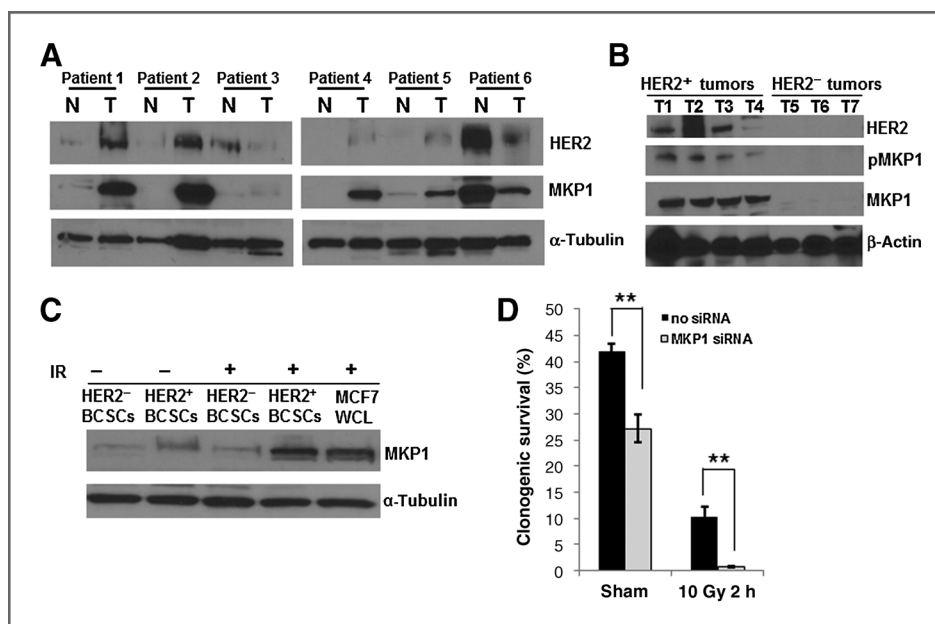 A
Patient 1 Patient 2 Patient 3 Patient 4 Patient 5 Patient 6
N T N T N T N T N T N T
HER2
MKP1
α-Tubulin
B
HER2+ tumors HER2– tumors
T1 T2 T3 T4 T5 T6 T7
HER2
pMKP1
MKP1
β-Actin
C
IR – – + + +
HER2– HER2+ HER2– HER2+ MCF7
BCSCs BCSCs BCSCs BCSCs WCL
MKP1
α-Tubulin
D
Clonogenic survival (%)
50
45
40
35
30
25
20
15
10
5
0
**
**
no siRNA
MKP1 siRNA
Sham 10 Gy 2 h